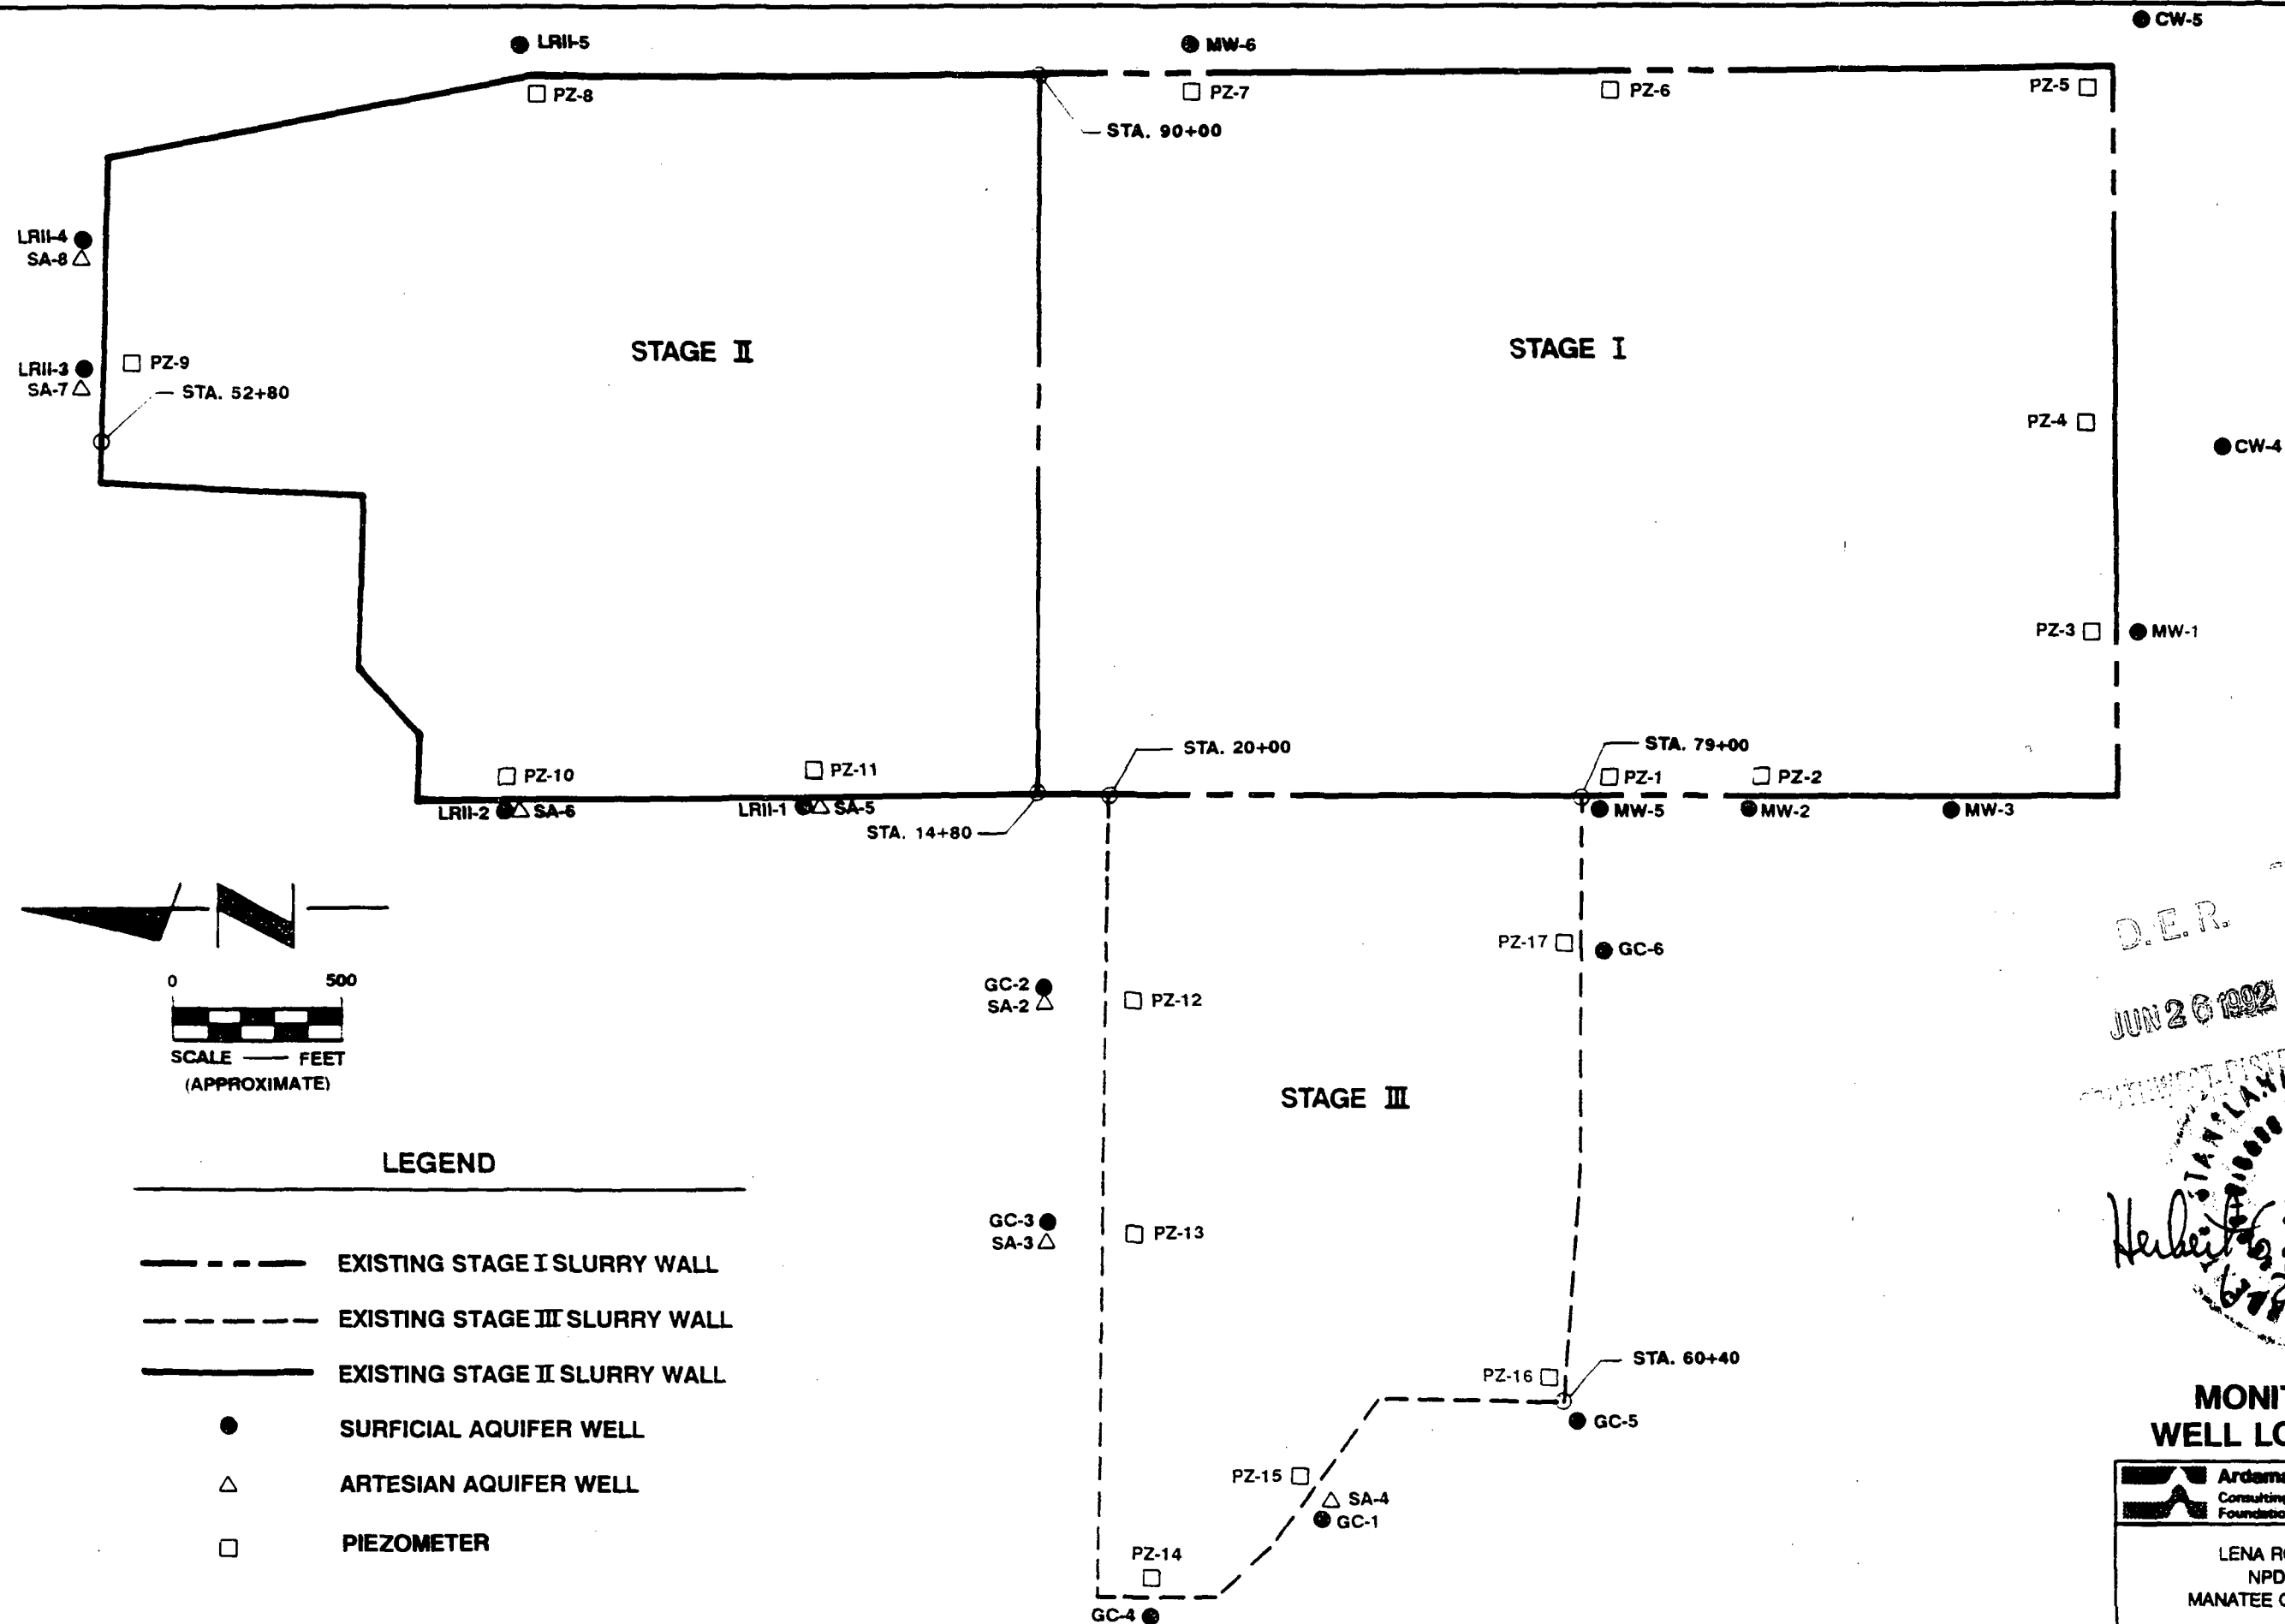 CW-5
LRII-5
MW-6
PZ-8
PZ-7
PZ-6
PZ-5
STA. 90+00
LRII-4
SA-8
STAGE II
STAGE I
LRII-3
SA-7
PZ-9
STA. 52+80
PZ-4
CW-4
PZ-3
MW-1
STA. 20+00
STA. 79+00
PZ-10
PZ-11
PZ-1
PZ-2
LRII-2
SA-6
LRII-1
SA-5
STA. 14+80
MW-5
MW-2
MW-3
N
D.E.R.
JUN 26 1992
PZ-17
GC-6
0 500
SCALE — FEET
(APPROXIMATE)
GC-2
SA-2
PZ-12
STAGE III
LEGEND
GC-3
SA-3
PZ-13
EXISTING STAGE I SLURRY WALL
EXISTING STAGE III SLURRY WALL
EXISTING STAGE II SLURRY WALL
SURFICIAL AQUIFER WELL
ARTESIAN AQUIFER WELL
PIEZOMETER
PZ-16
STA. 60+40
GC-5
PZ-15
SA-4
GC-1
PZ-14
GC-4
Herbert
MONIT
WELL LO
Ardama
Consulting
Foundation
LENA R
NPD
MANATEE